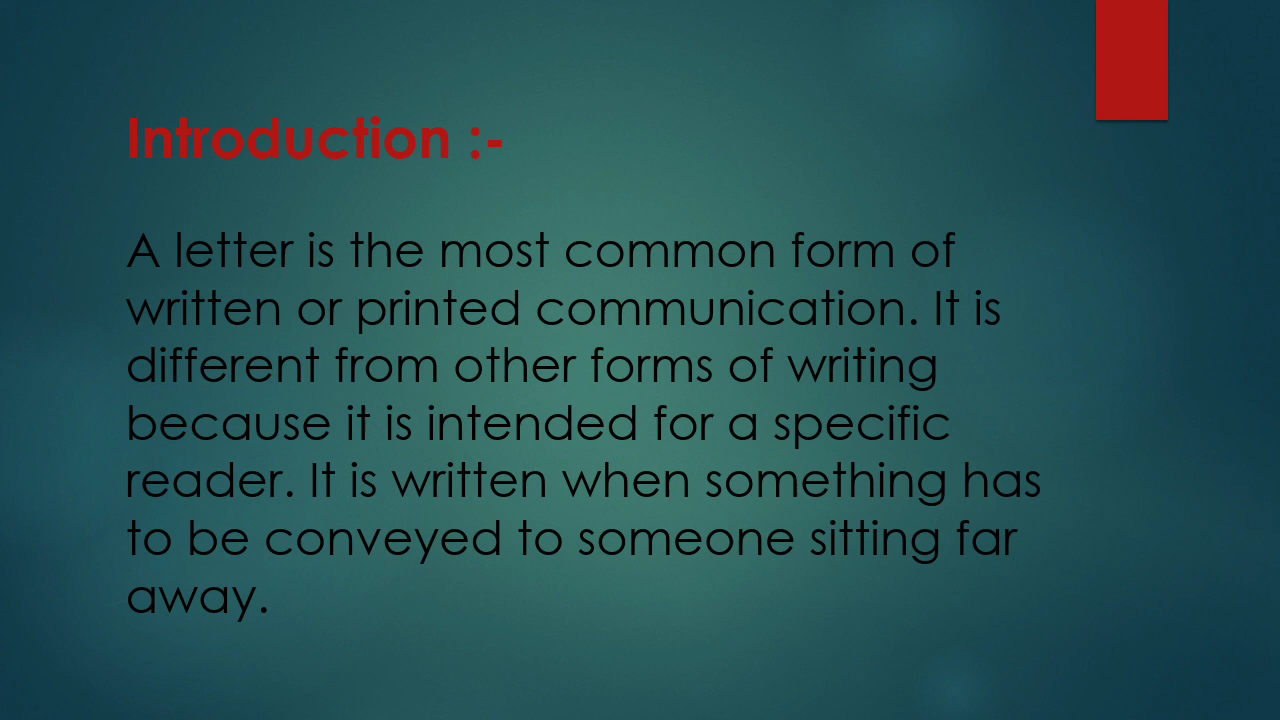 Introduction :-
A letter is the most common form of
written or printed communication. It is
different from other forms of writing
because it is intended for a specific
reader. It is written when something has
to be conveyed to someone sitting far
away.